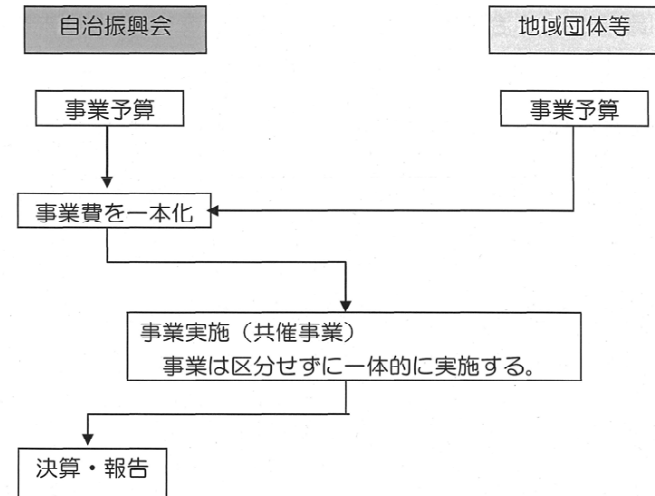 自治振興会
地域団体等
事業予算
事業予算
事業費を一本化
事業実施（共催事業）
事業は区分せずに一体的に実施する。
決算・報告